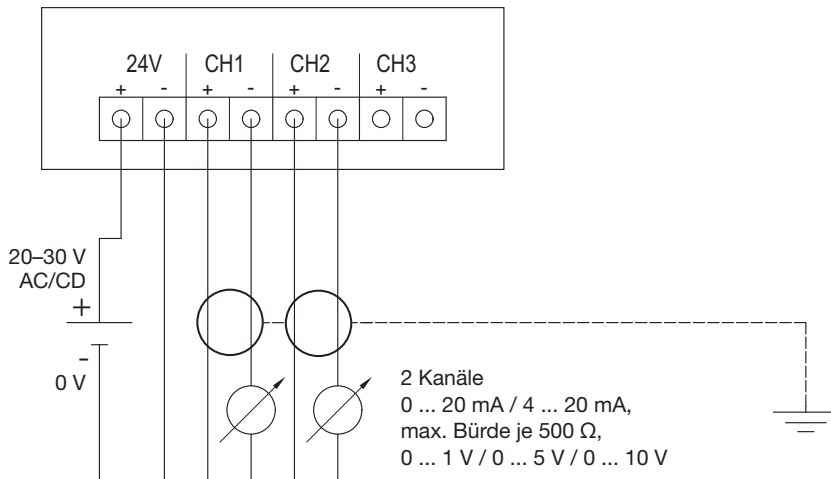 24V CH1 CH2 CH3
+ - + - + - + -
20–30 V
AC/CD
+
-
0 V
2 Kanäle
0 ... 20 mA / 4 ... 20 mA,
max. Bürde je 500 Ω,
0 ... 1 V / 0 ... 5 V / 0 ... 10 V